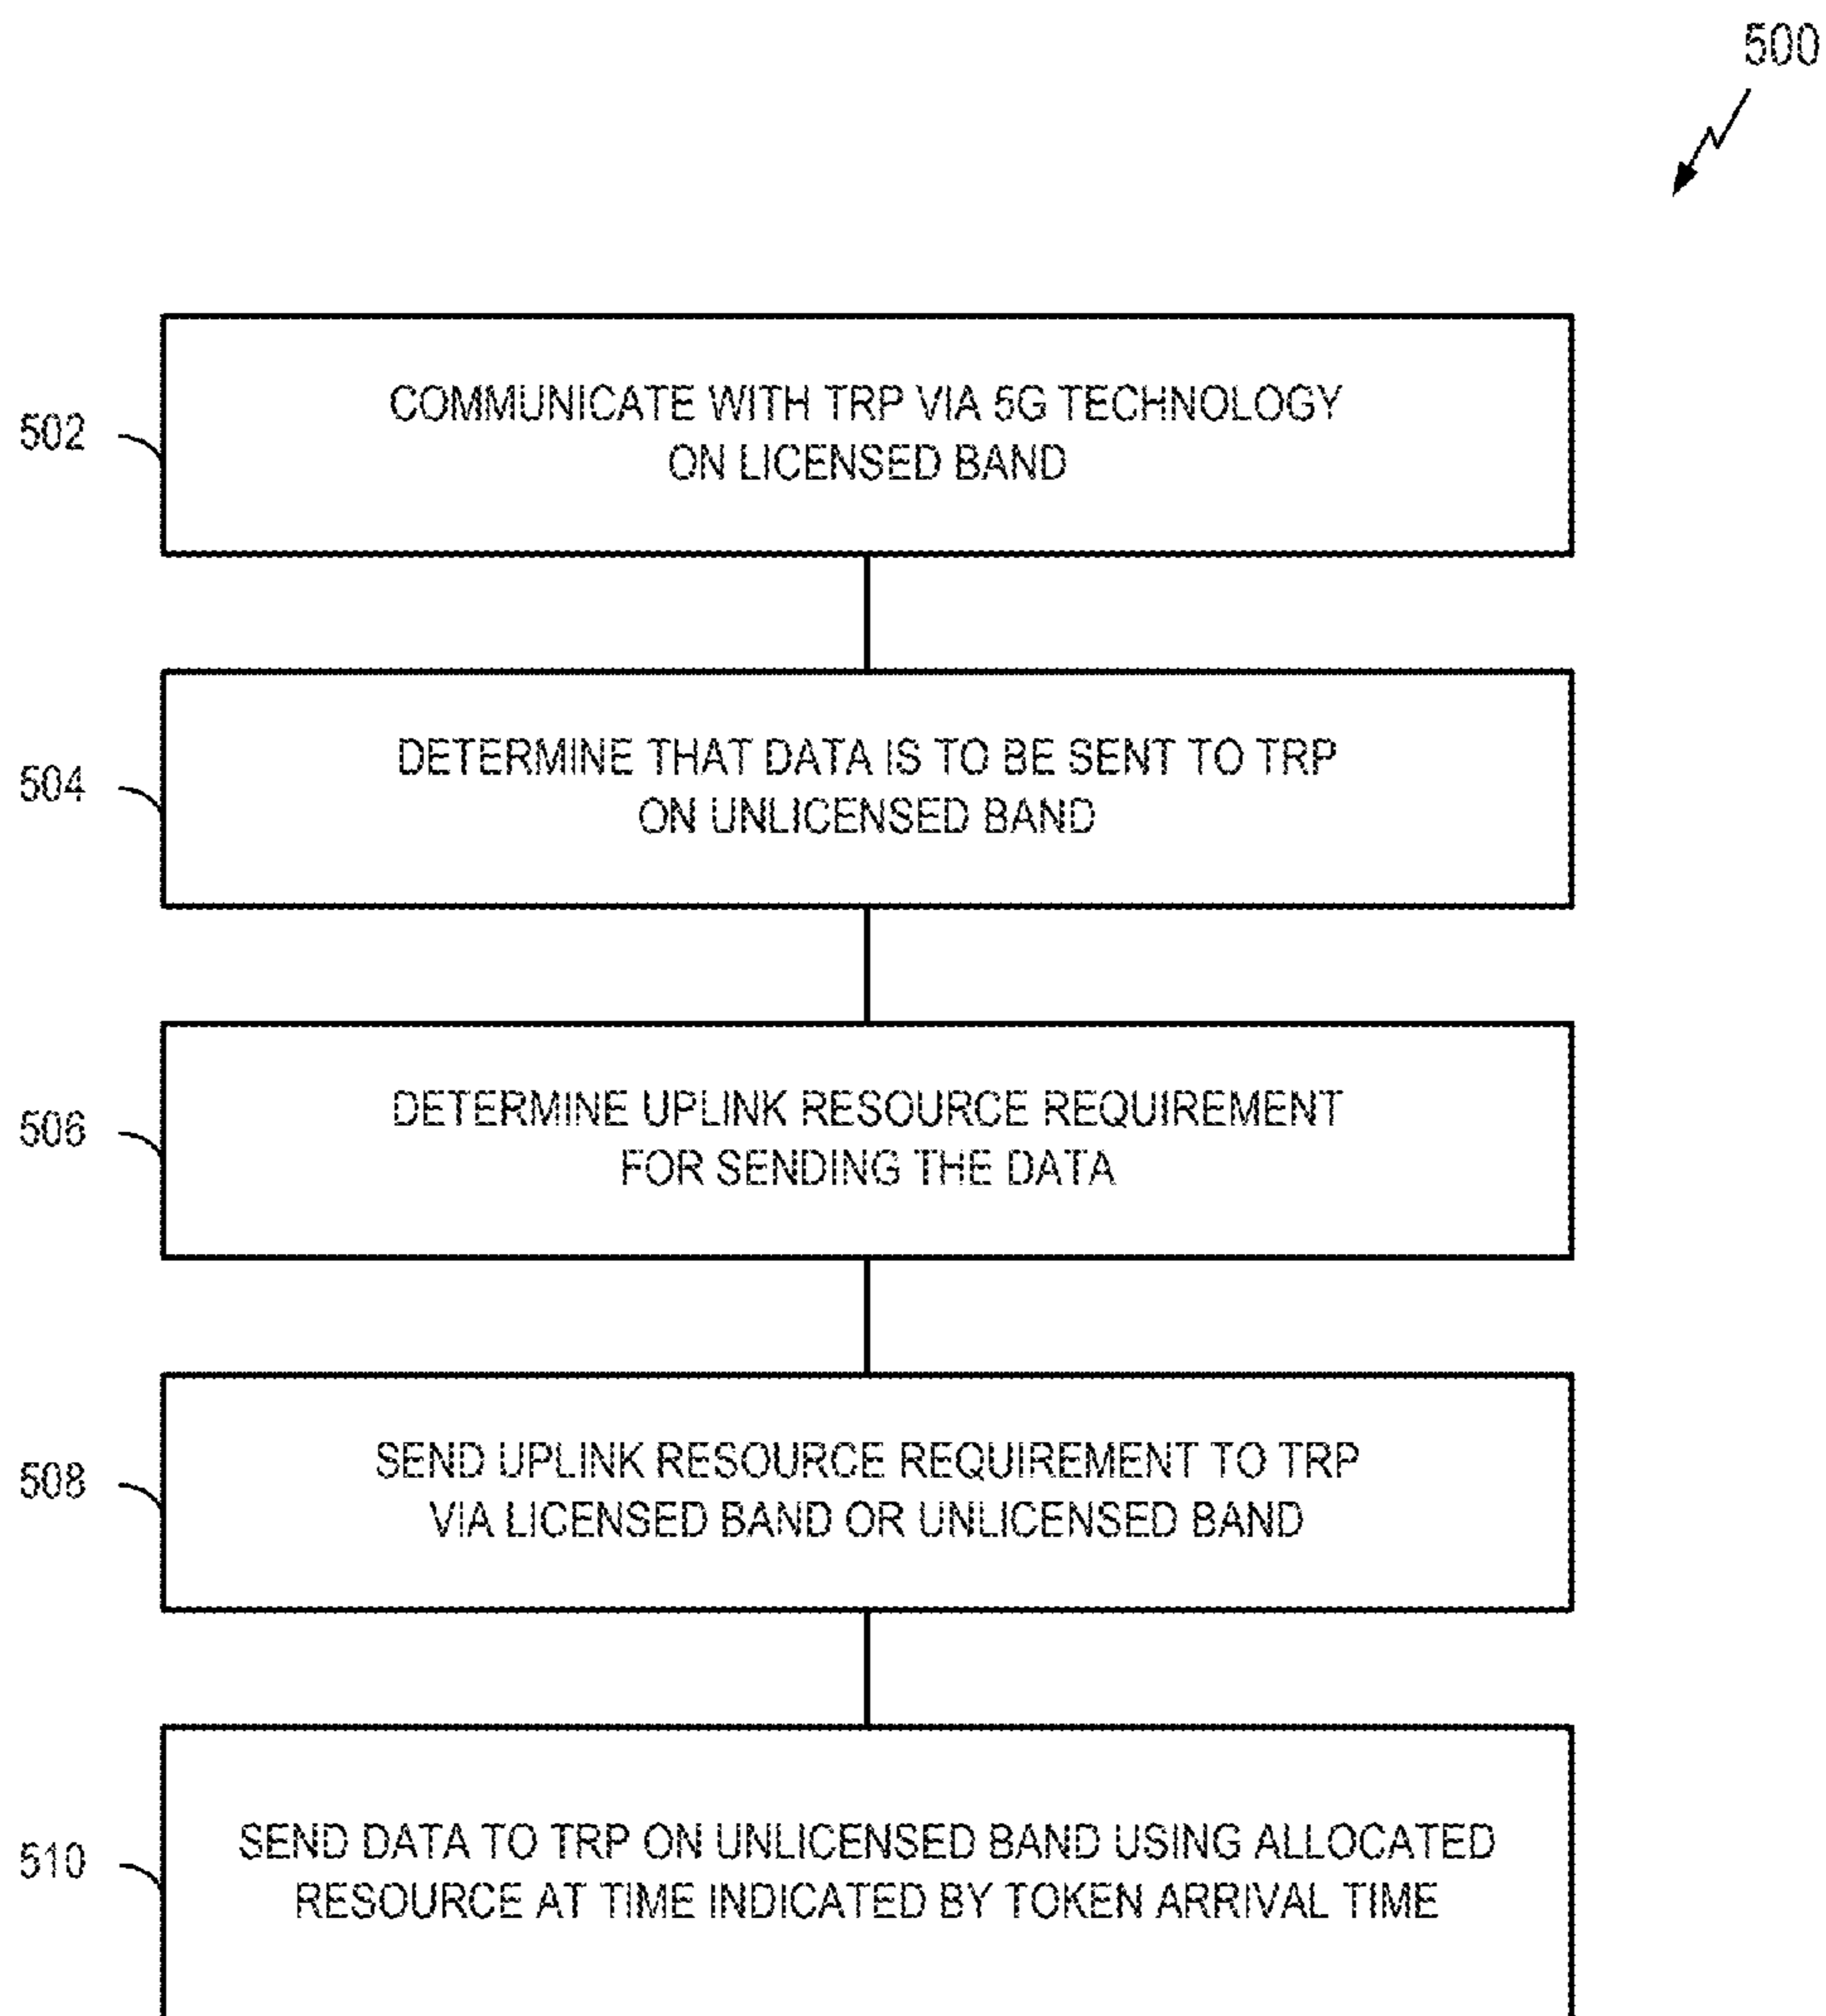 500
502
COMMUNICATE WITH TRP VIA 5G TECHNOLOGY
ON LICENSED BAND
504
DETERMINE THAT DATA IS TO BE SENT TO TRP
ON UNLICENSED BAND
506
DETERMINE UPLINK RESOURCE REQUIREMENT
FOR SENDING THE DATA
508
SEND UPLINK RESOURCE REQUIREMENT TO TRP
VIA LICENSED BAND OR UNLICENSED BAND
510
SEND DATA TO TRP ON UNLICENSED BAND USING ALLOCATED
RESOURCE AT TIME INDICATED BY TOKEN ARRIVAL TIME